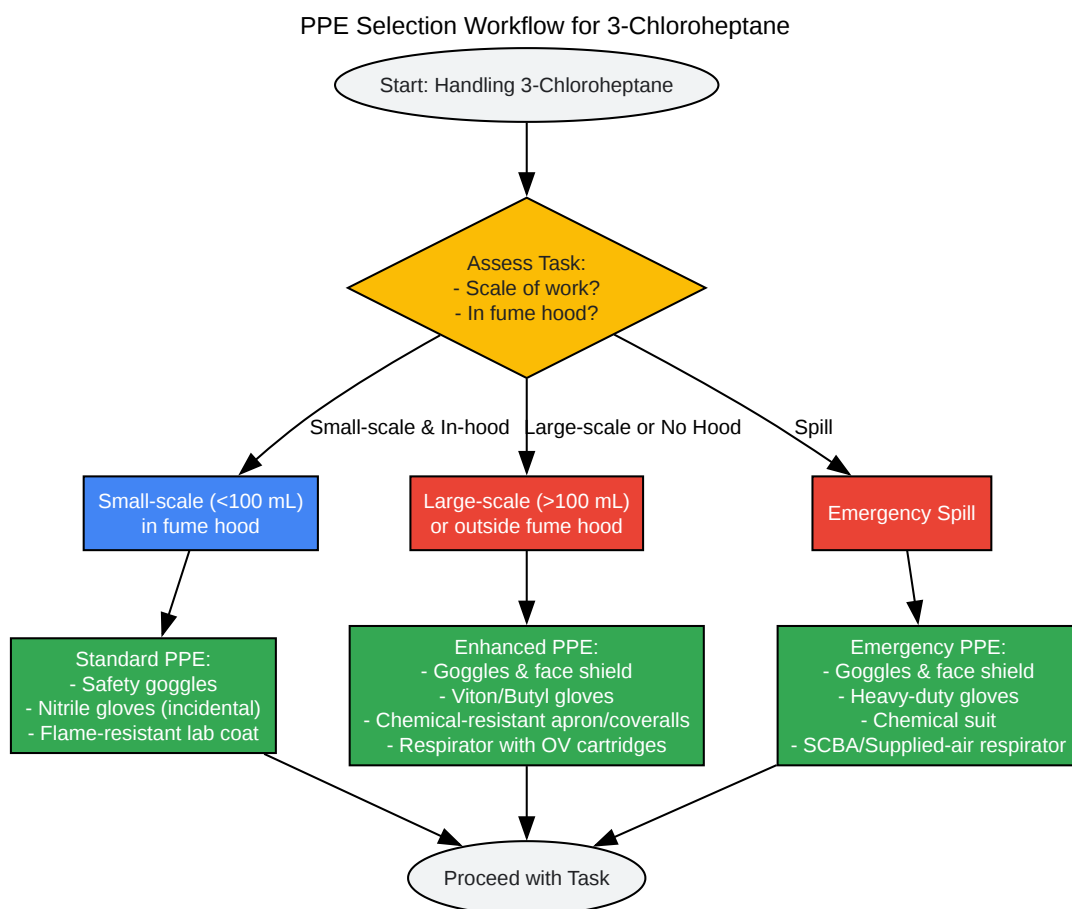 PPE Selection Workflow for 3-Chloroheptane
Start: Handling 3-Chloroheptane
Assess Task:
- Scale of work?
- In fume hood?
Small-scale & In-hood
Large-scale or No Hood
Spill
Small-scale (<100 mL)
in fume hood
Large-scale (>100 mL)
or outside fume hood
Emergency Spill
Standard PPE:
- Safety goggles
- Nitrile gloves (incidental)
- Flame-resistant lab coat
Enhanced PPE:
- Goggles & face shield
- Viton/Butyl gloves
- Chemical-resistant apron/coveralls
- Respirator with OV cartridges
Emergency PPE:
- Goggles & face shield
- Heavy-duty gloves
- Chemical suit
- SCBA/Supplied-air respirator
Proceed with Task